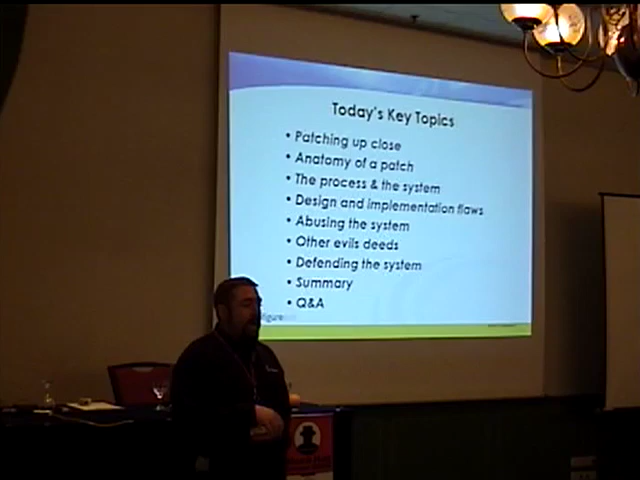 Today's Key Topics
• Patching up close
• Anatomy of a patch
• The process & the system
• Design and implementation flaws
• Abusing the system
• Other evils deeds
• Defending the system
• Summary
• Q&A